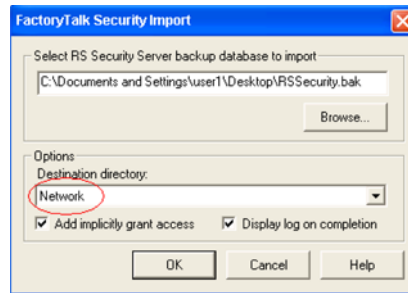 FactoryTalk Security Import
Select RS Security Server backup database to import
C:\Documents and Settings\user1\Desktop\RSSecurity.bak
Browse...
Options
Destination directory:
Network
Add implicitly grant access
Display log on completion
OK
Cancel
Help